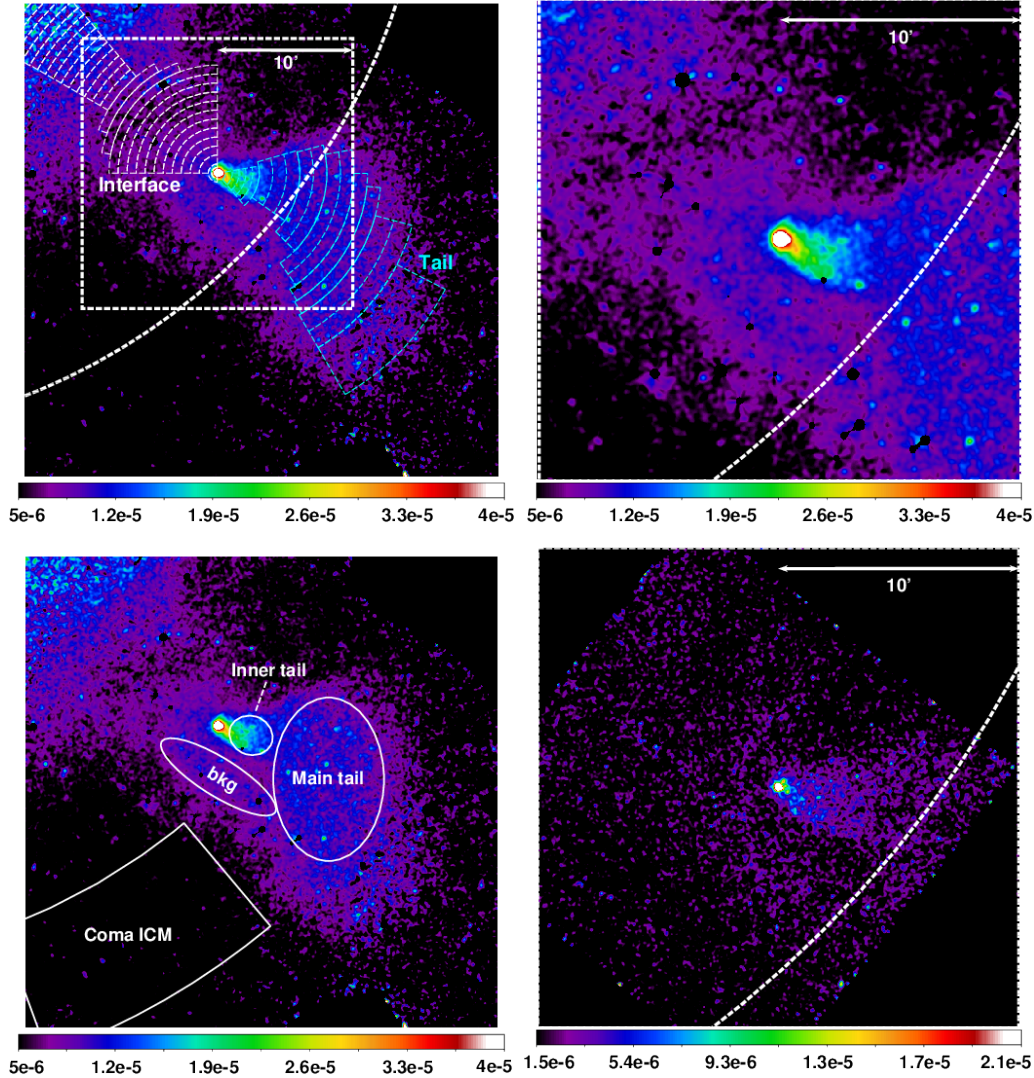 10'
Interface
Tail
5e-6 1.2e-5 1.9e-5 2.6e-5 3.3e-5 4e-5
10'
5e-6 1.2e-5 1.9e-5 2.6e-5 3.3e-5 4e-5
Inner tail
Main tail
bkg
Coma ICM
5e-6 1.2e-5 1.9e-5 2.6e-5 3.3e-5 4e-5
10'
1.5e-6 5.4e-6 9.3e-6 1.3e-5 1.7e-5 2.1e-5